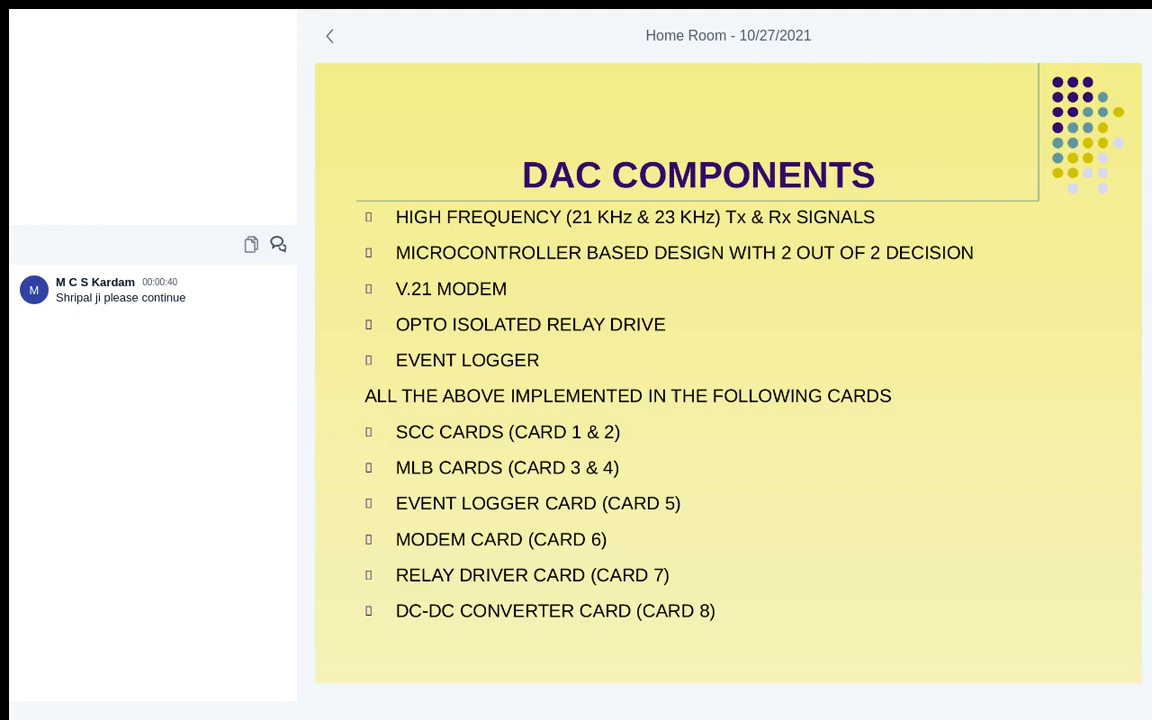 Home Room - 10/27/2021
M C S Kardam 00:00:40
M
Shripal ji please continue
DAC COMPONENTS
HIGH FREQUENCY (21 KHz & 23 KHz) Tx & Rx SIGNALS
MICROCONTROLLER BASED DESIGN WITH 2 OUT OF 2 DECISION
V.21 MODEM
OPTO ISOLATED RELAY DRIVE
EVENT LOGGER
ALL THE ABOVE IMPLEMENTED IN THE FOLLOWING CARDS
SCC CARDS (CARD 1 & 2)
MLB CARDS (CARD 3 & 4)
EVENT LOGGER CARD (CARD 5)
MODEM CARD (CARD 6)
RELAY DRIVER CARD (CARD 7)
DC-DC CONVERTER CARD (CARD 8)